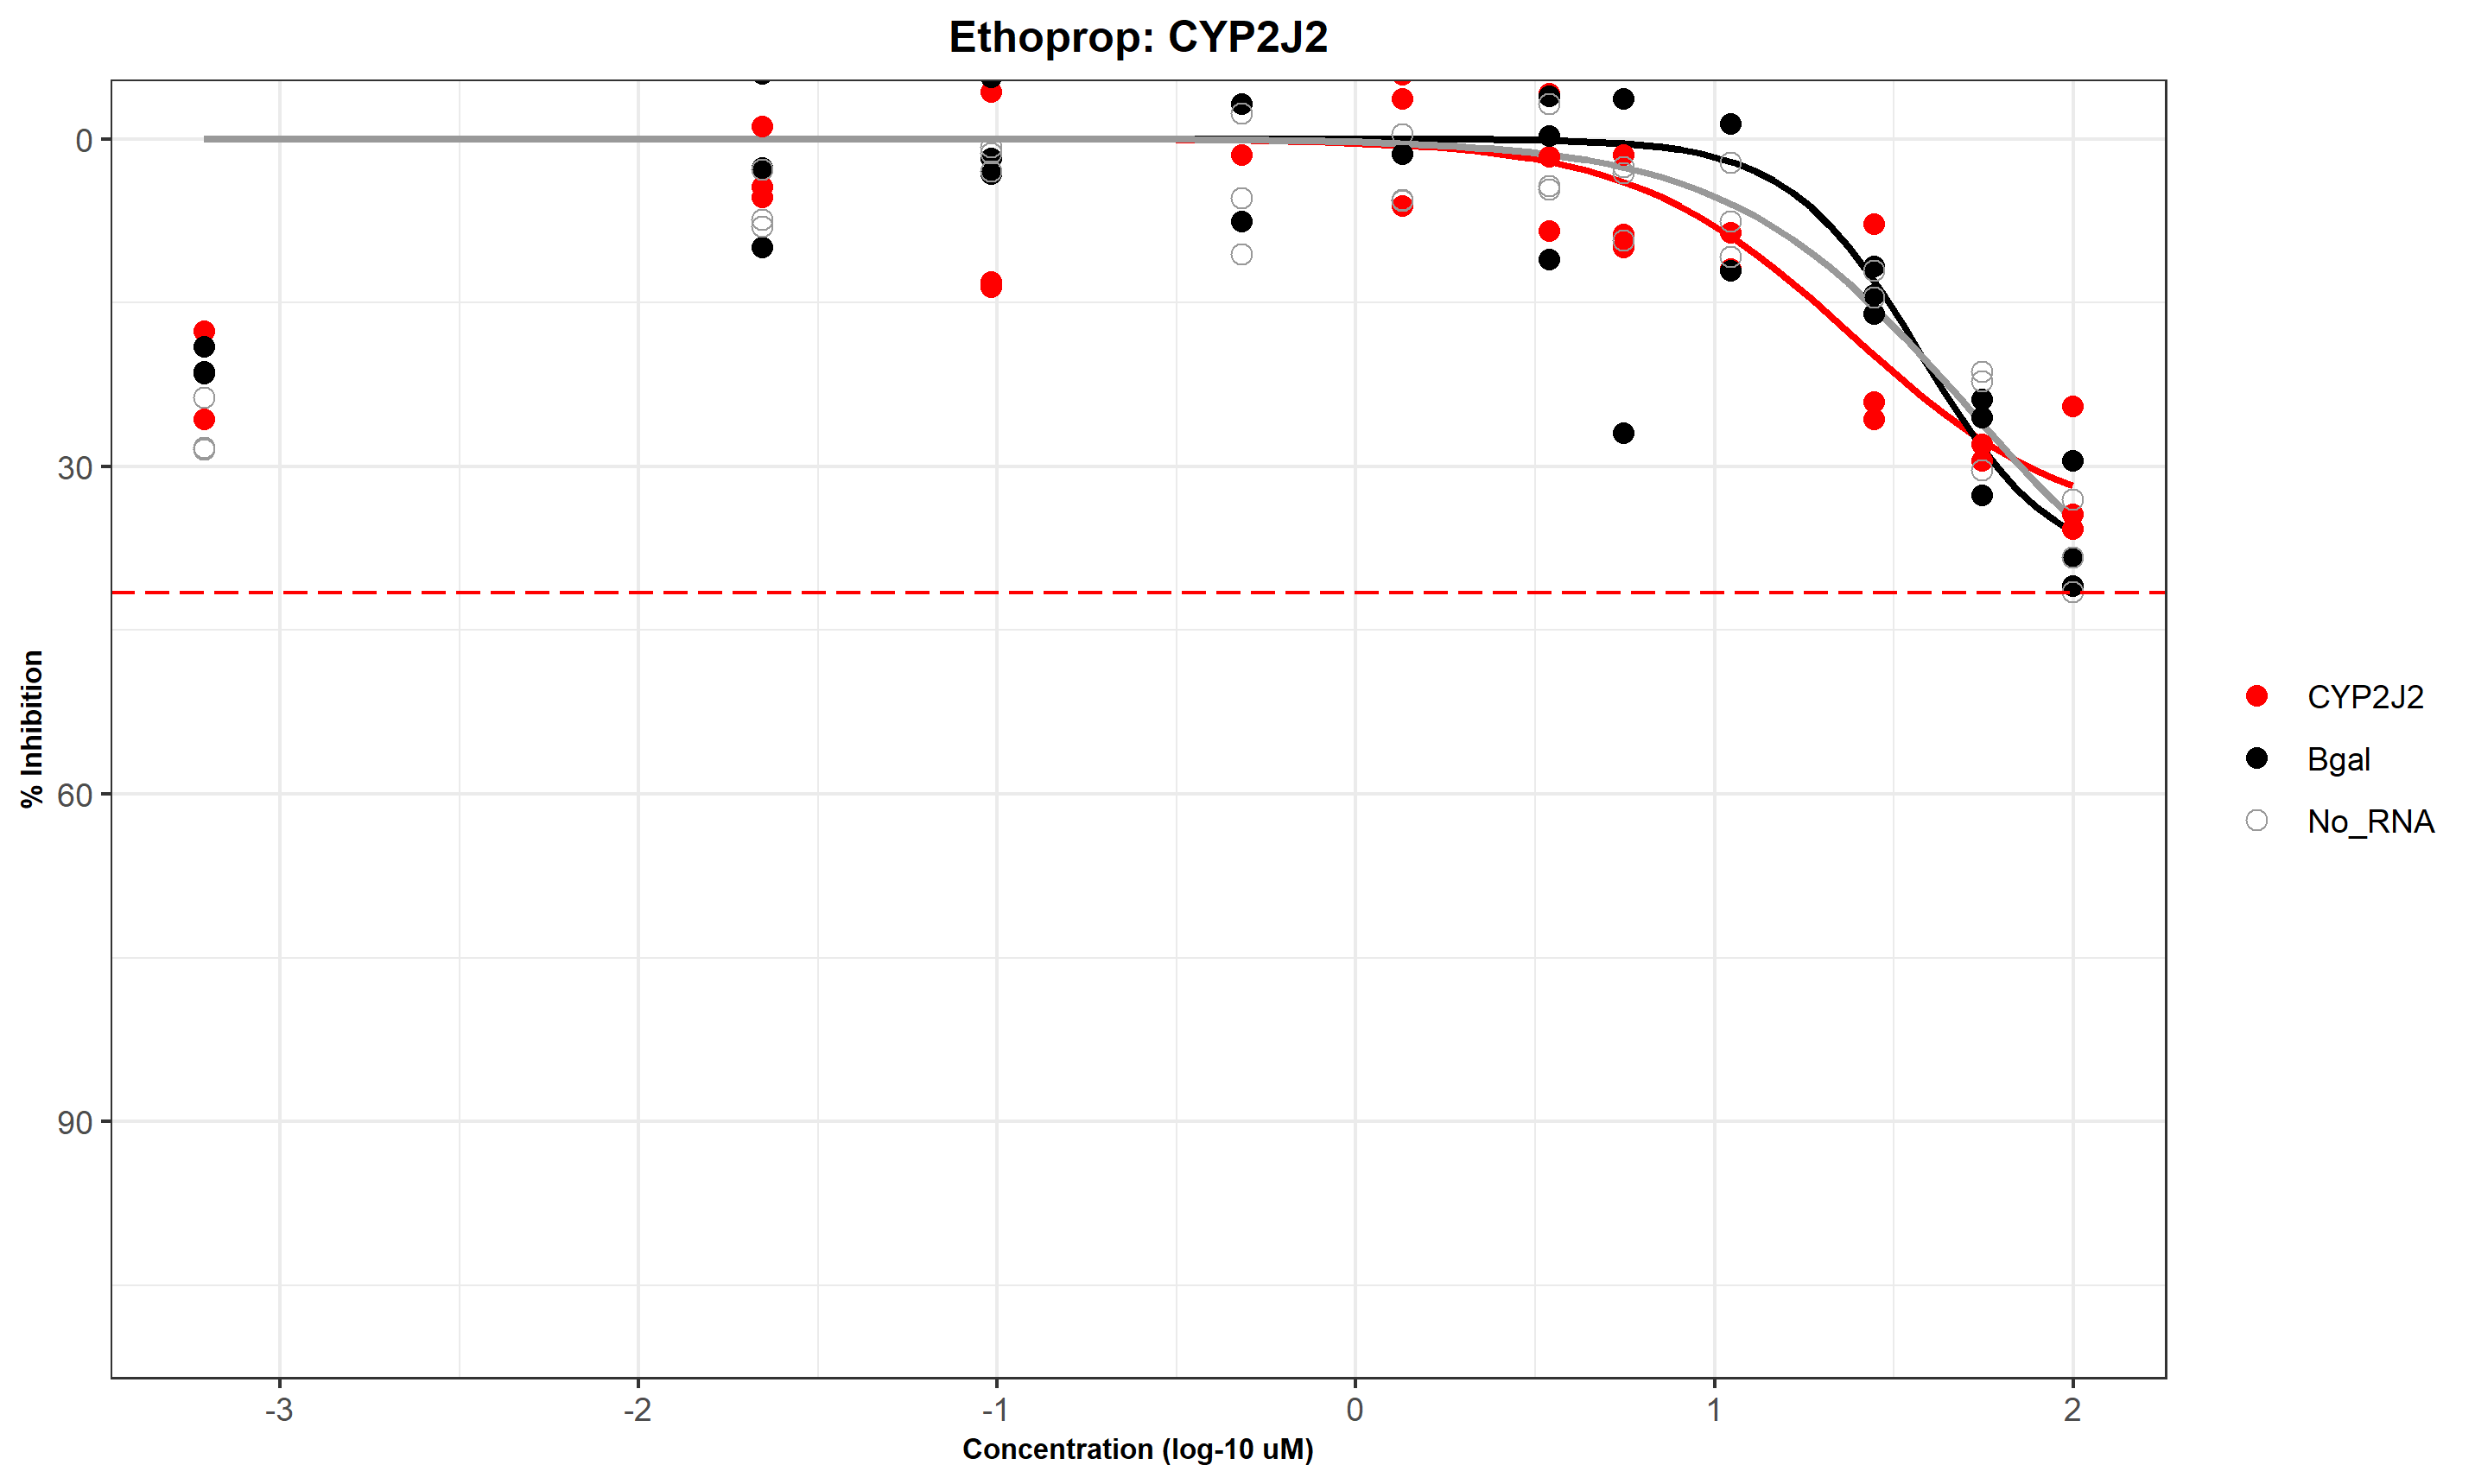 Ethoprop: CYP2J2
% Inhibition
0
30
60
90
-3
-2
-1
0
1
2
Concentration (log-10 uM)
CYP2J2
Bgal
No_RNA